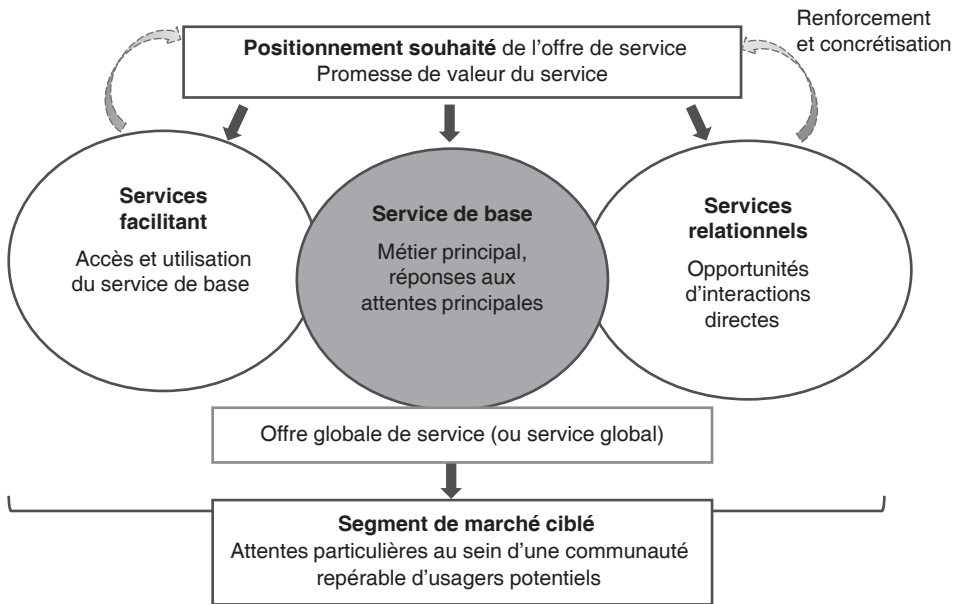 Renforcement
et concrétisation
Positionnement souhaité de l’offre de service
Promesse de valeur du service
Services
facilitant
Accès et utilisation
du service de base
Service de base
Métier principal,
réponses aux
attentes principales
Services
relationnels
Opportunités
d’interactions
directes
Offre globale de service (ou service global)
Segment de marché ciblé
Attentes particulières au sein d’une communauté
repérable d'usagers potentiels